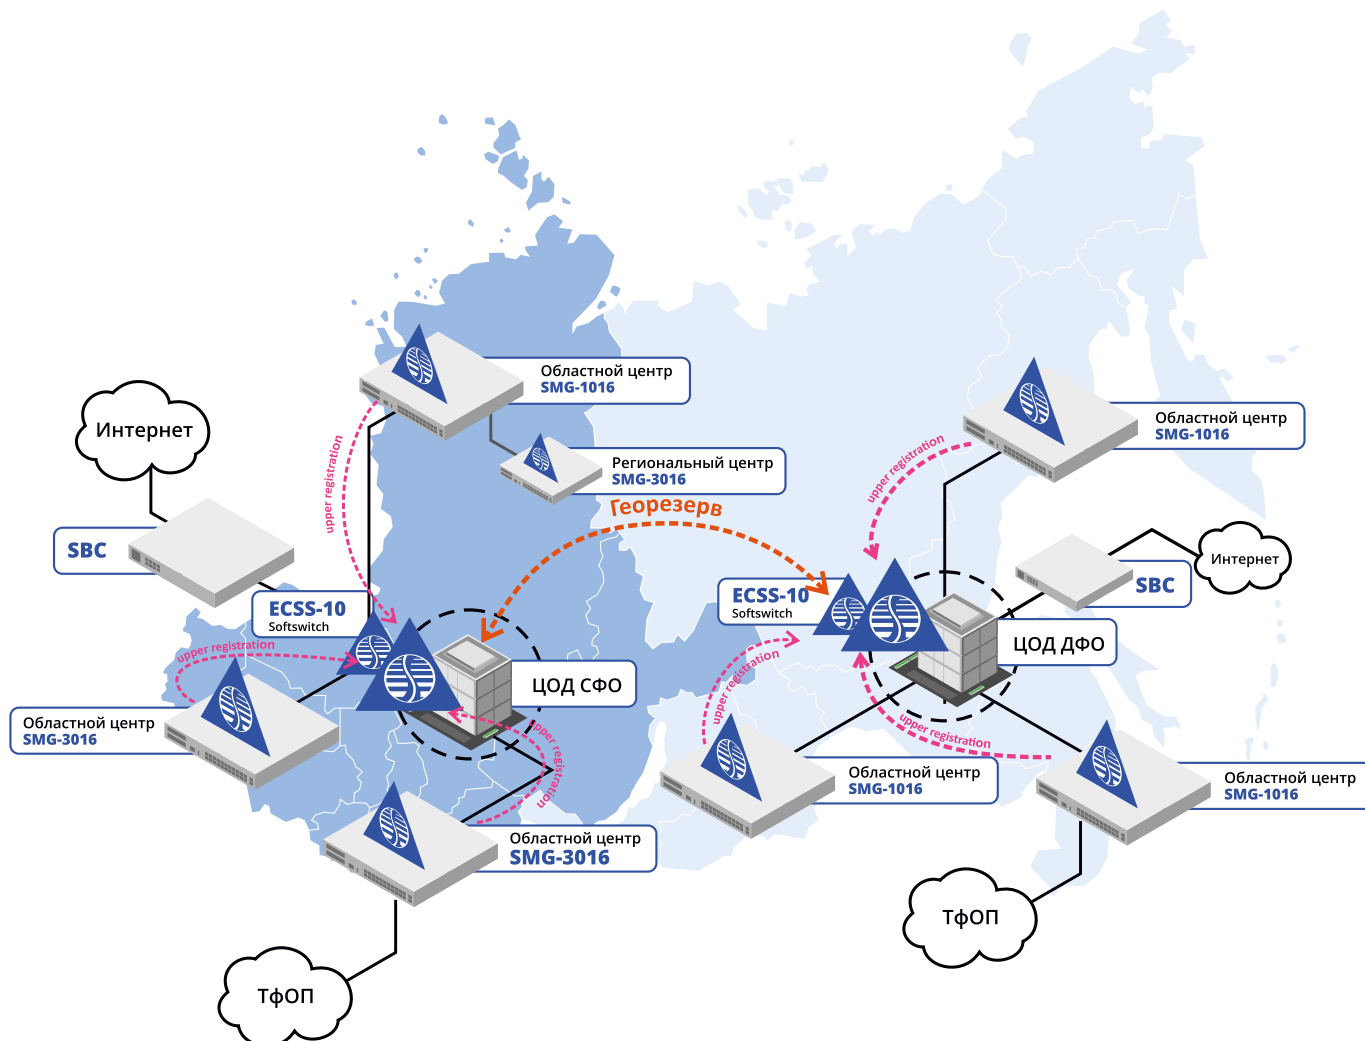 Областной центр
SMG-1016
Интернет
upper registration
Региональный центр
SMG-3016
Георезерв
SBC
ECSS-10
Softswitch
upper registration
ЦОД СФО
Областной центр
SMG-3016
upper registration
Областной центр
SMG-3016
ТфОП
Областной центр
SMG-1016
upper registration
Интернет
SBC
ECSS-10
Softswitch
ЦОД ДФО
upper registration
upper registration
Областной центр
SMG-1016
Областной центр
SMG-1016
ТфОП